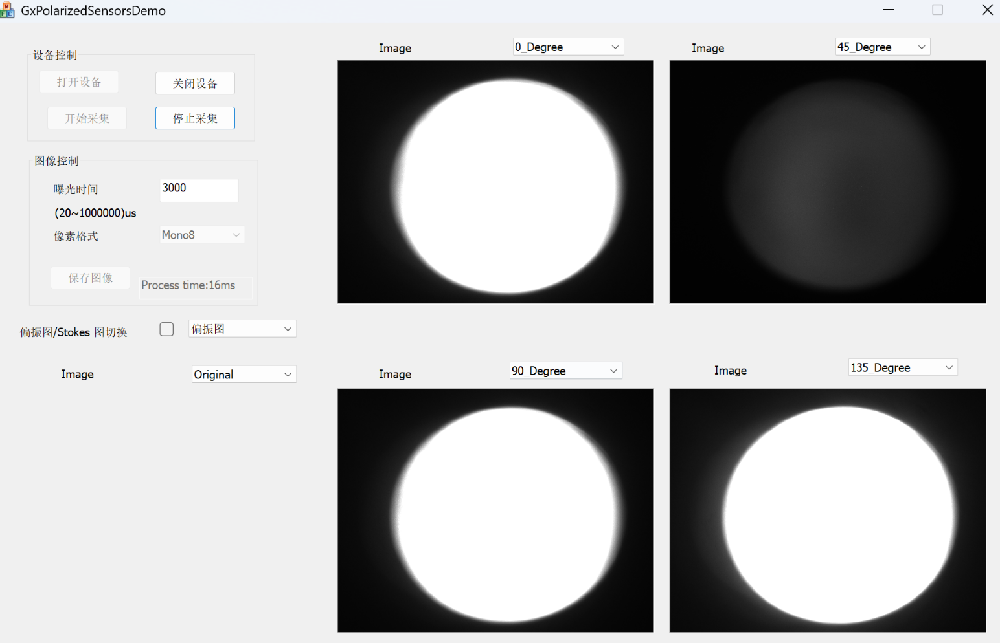 GxPolarizedSensorsDemo
设备控制
打开设备
关闭设备
开始采集
停止采集
图像控制
曝光时间
3000
(20~1000000)us
像素格式
Mono8
保存图像
Process time:16ms
偏振图/Stokes 图切换
偏振图
Image
Original
Image
0_Degree
Image
45_Degree
Image
90_Degree
Image
135_Degree